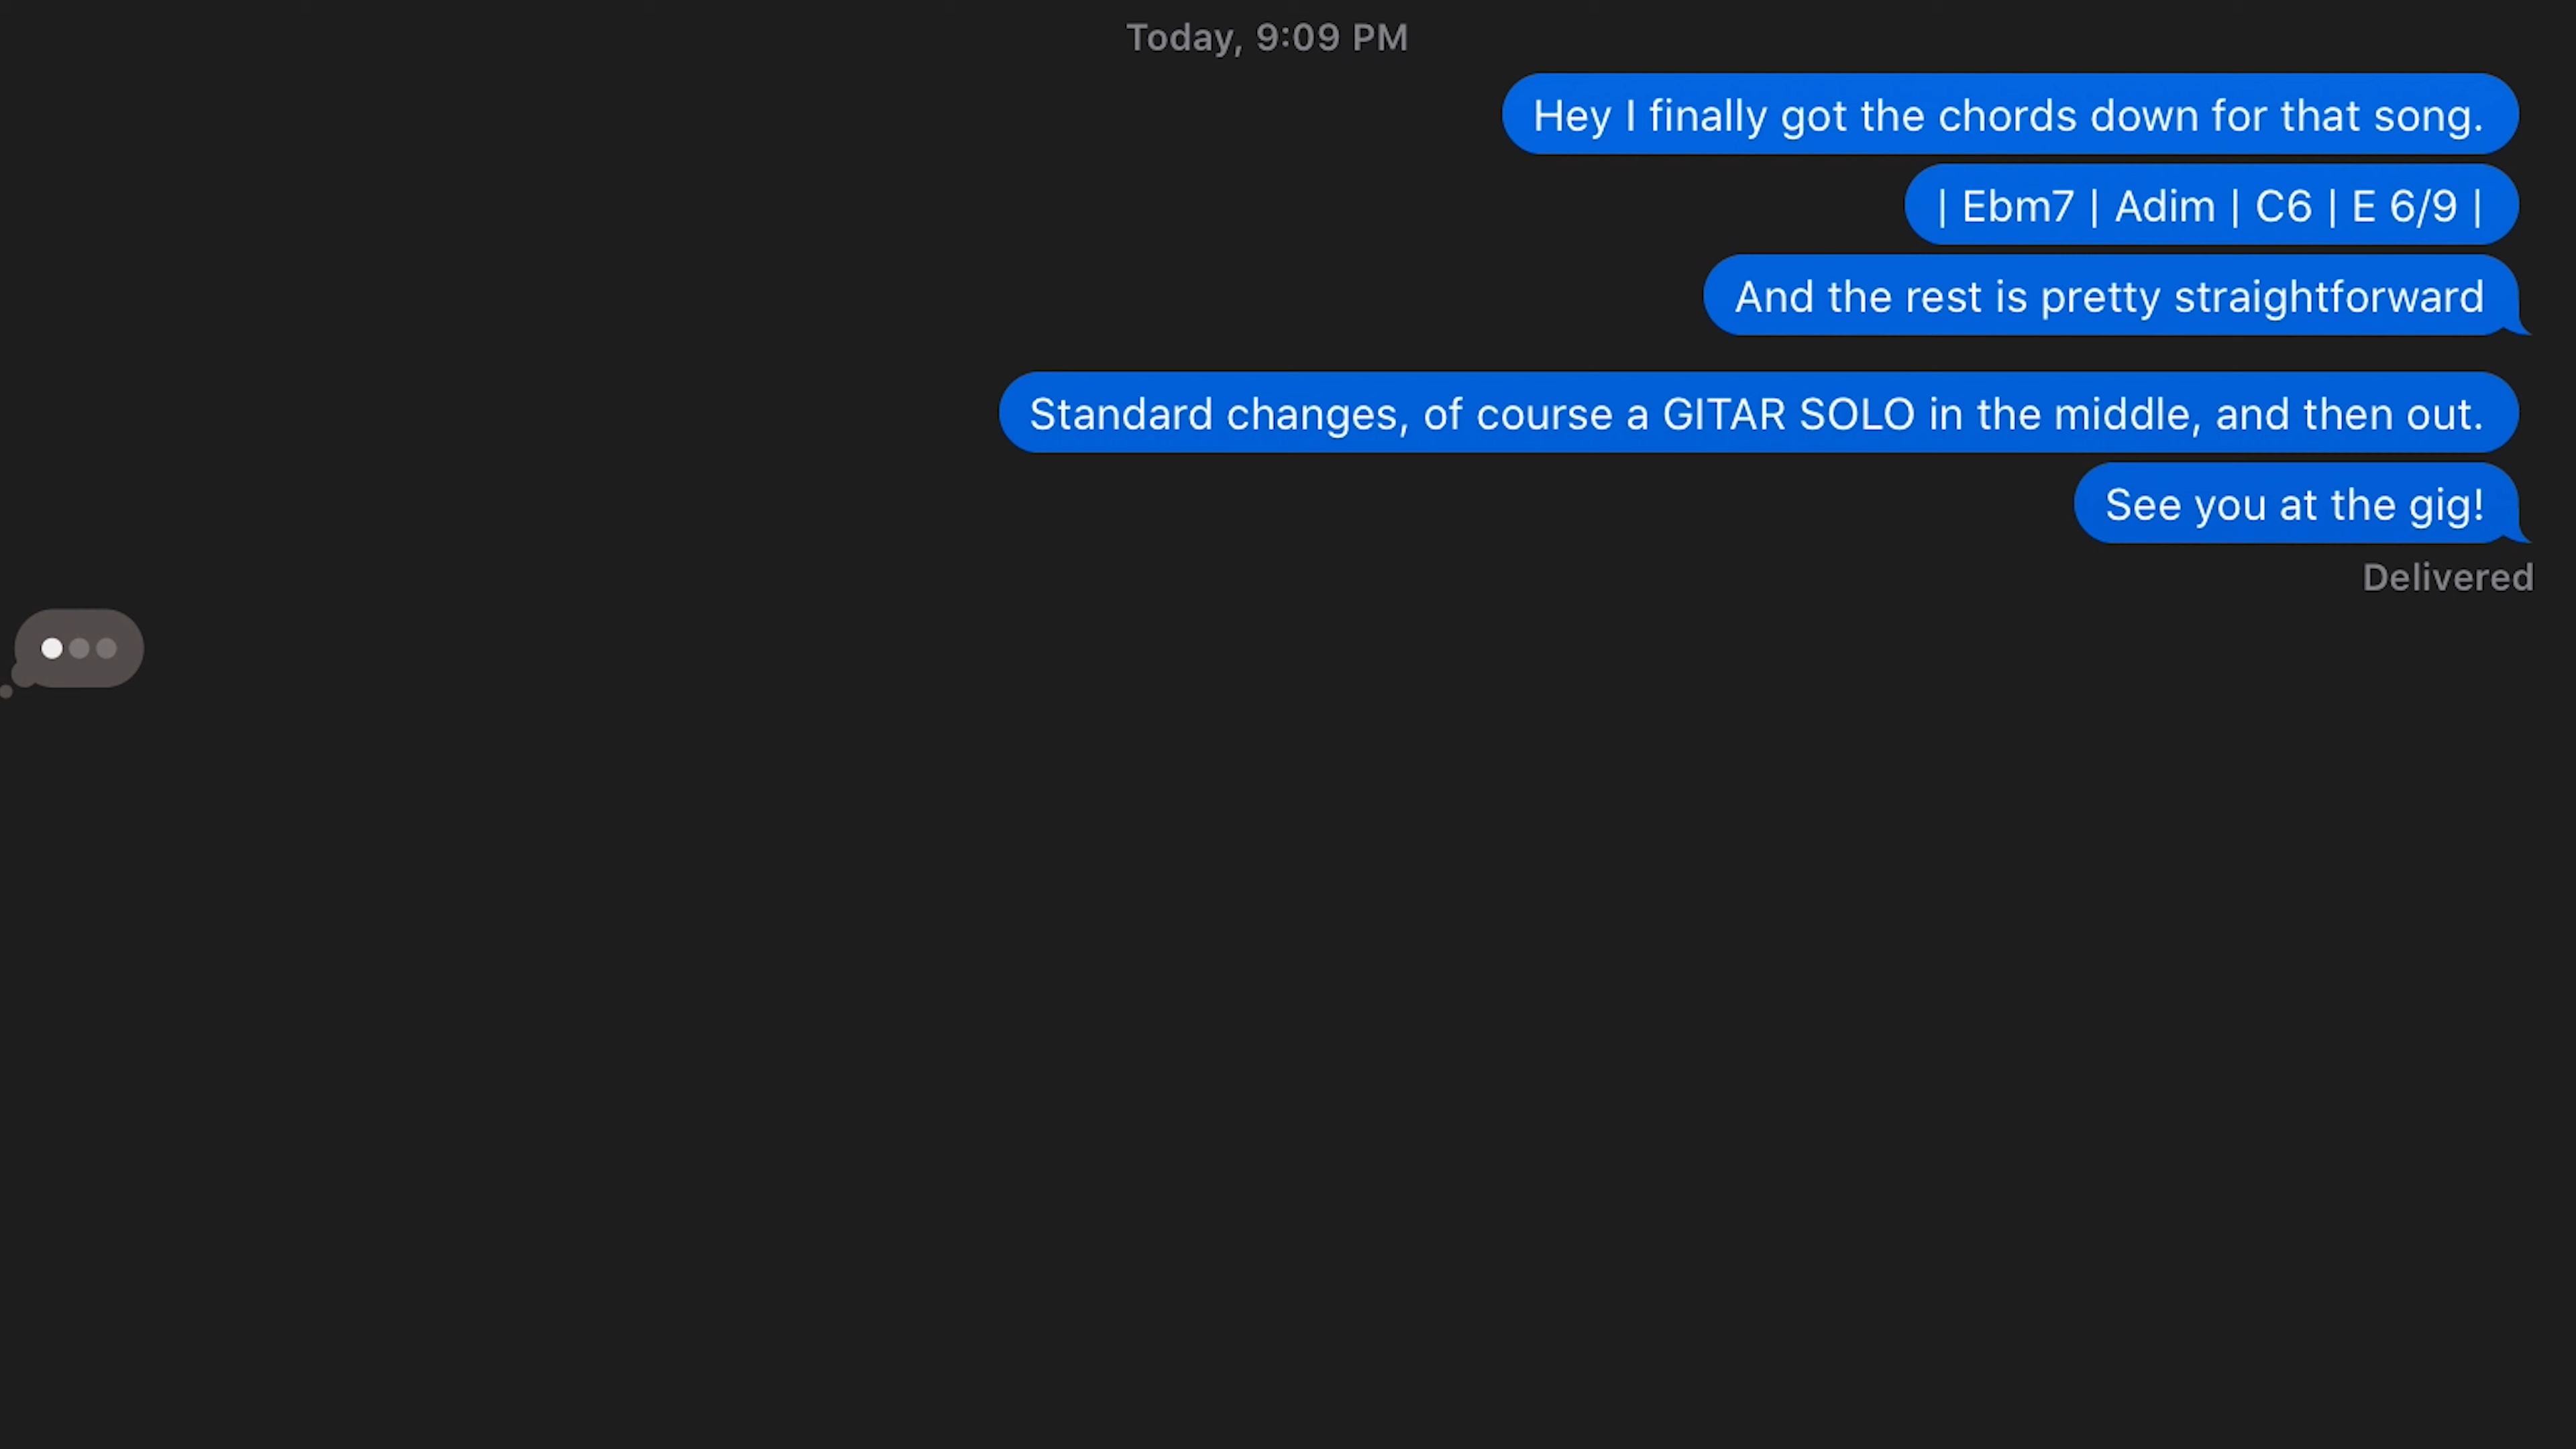 Today, 9:09 PM
Hey I finally got the chords down for that song.
| Ebm7 | Adim | C6 | E 6/9 |
And the rest is pretty straightforward
Standard changes, of course a GITAR SOLO in the middle, and then out.
See you at the gig!
Delivered